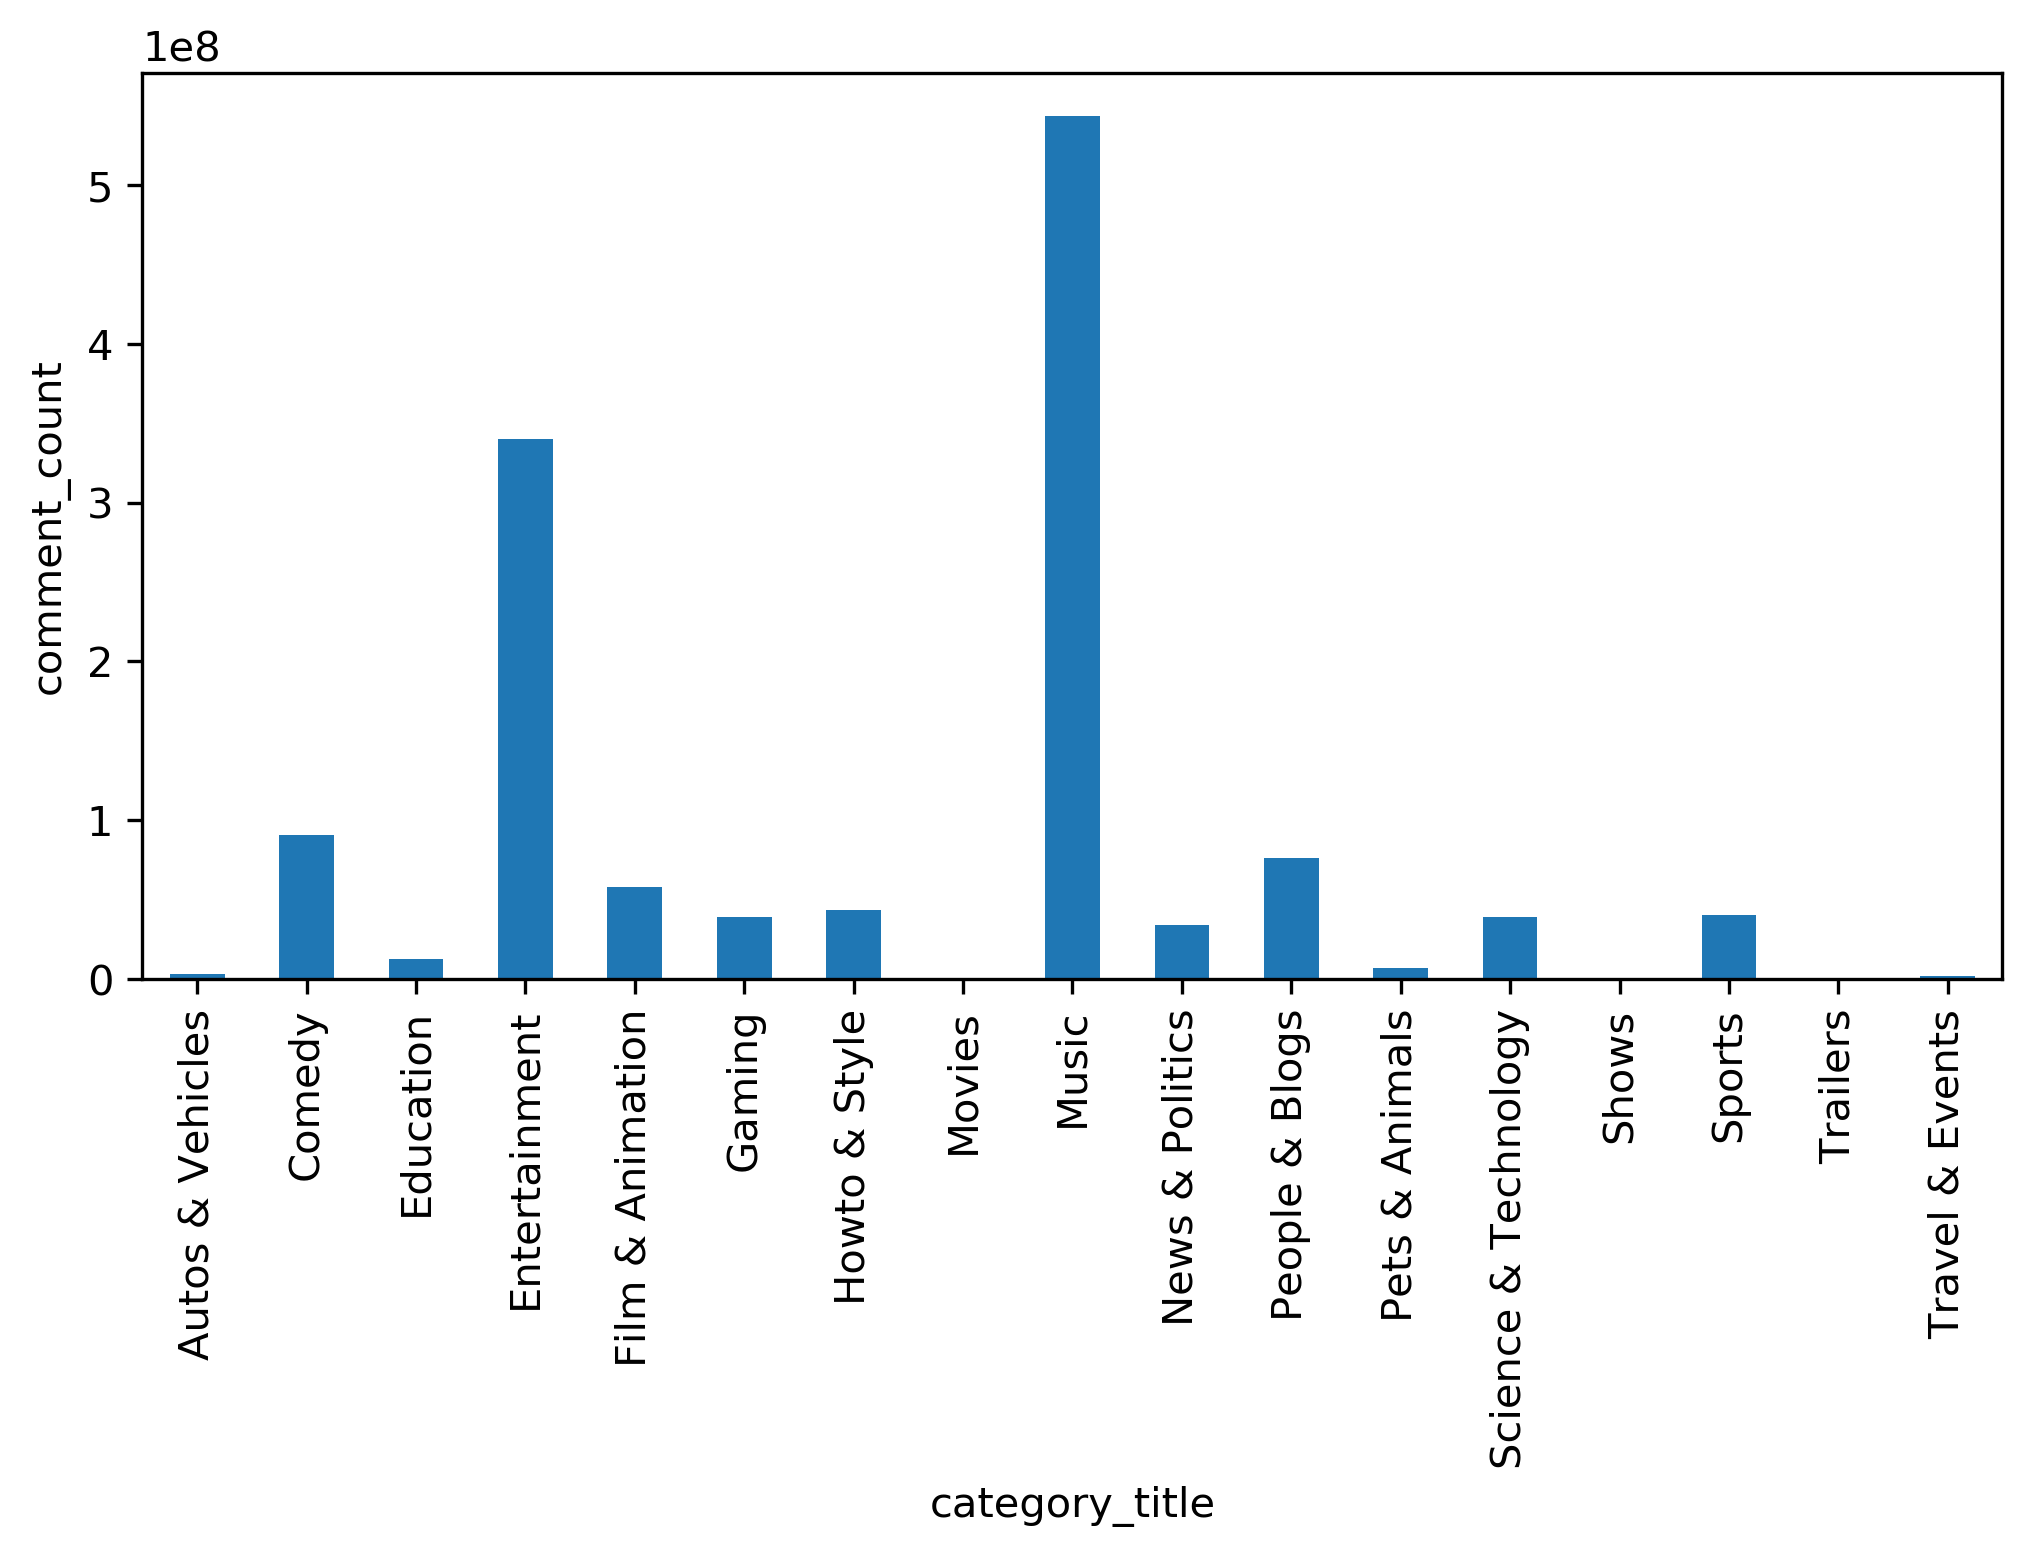 1e8
comment_count
5
4
3
2
1
0
Autos & Vehicles
Comedy
Education
Entertainment
Film & Animation
Gaming
Howto & Style
Movies
Music
News & Politics
People & Blogs
Pets & Animals
Science & Technology
Shows
Sports
Trailers
Travel & Events
category_title